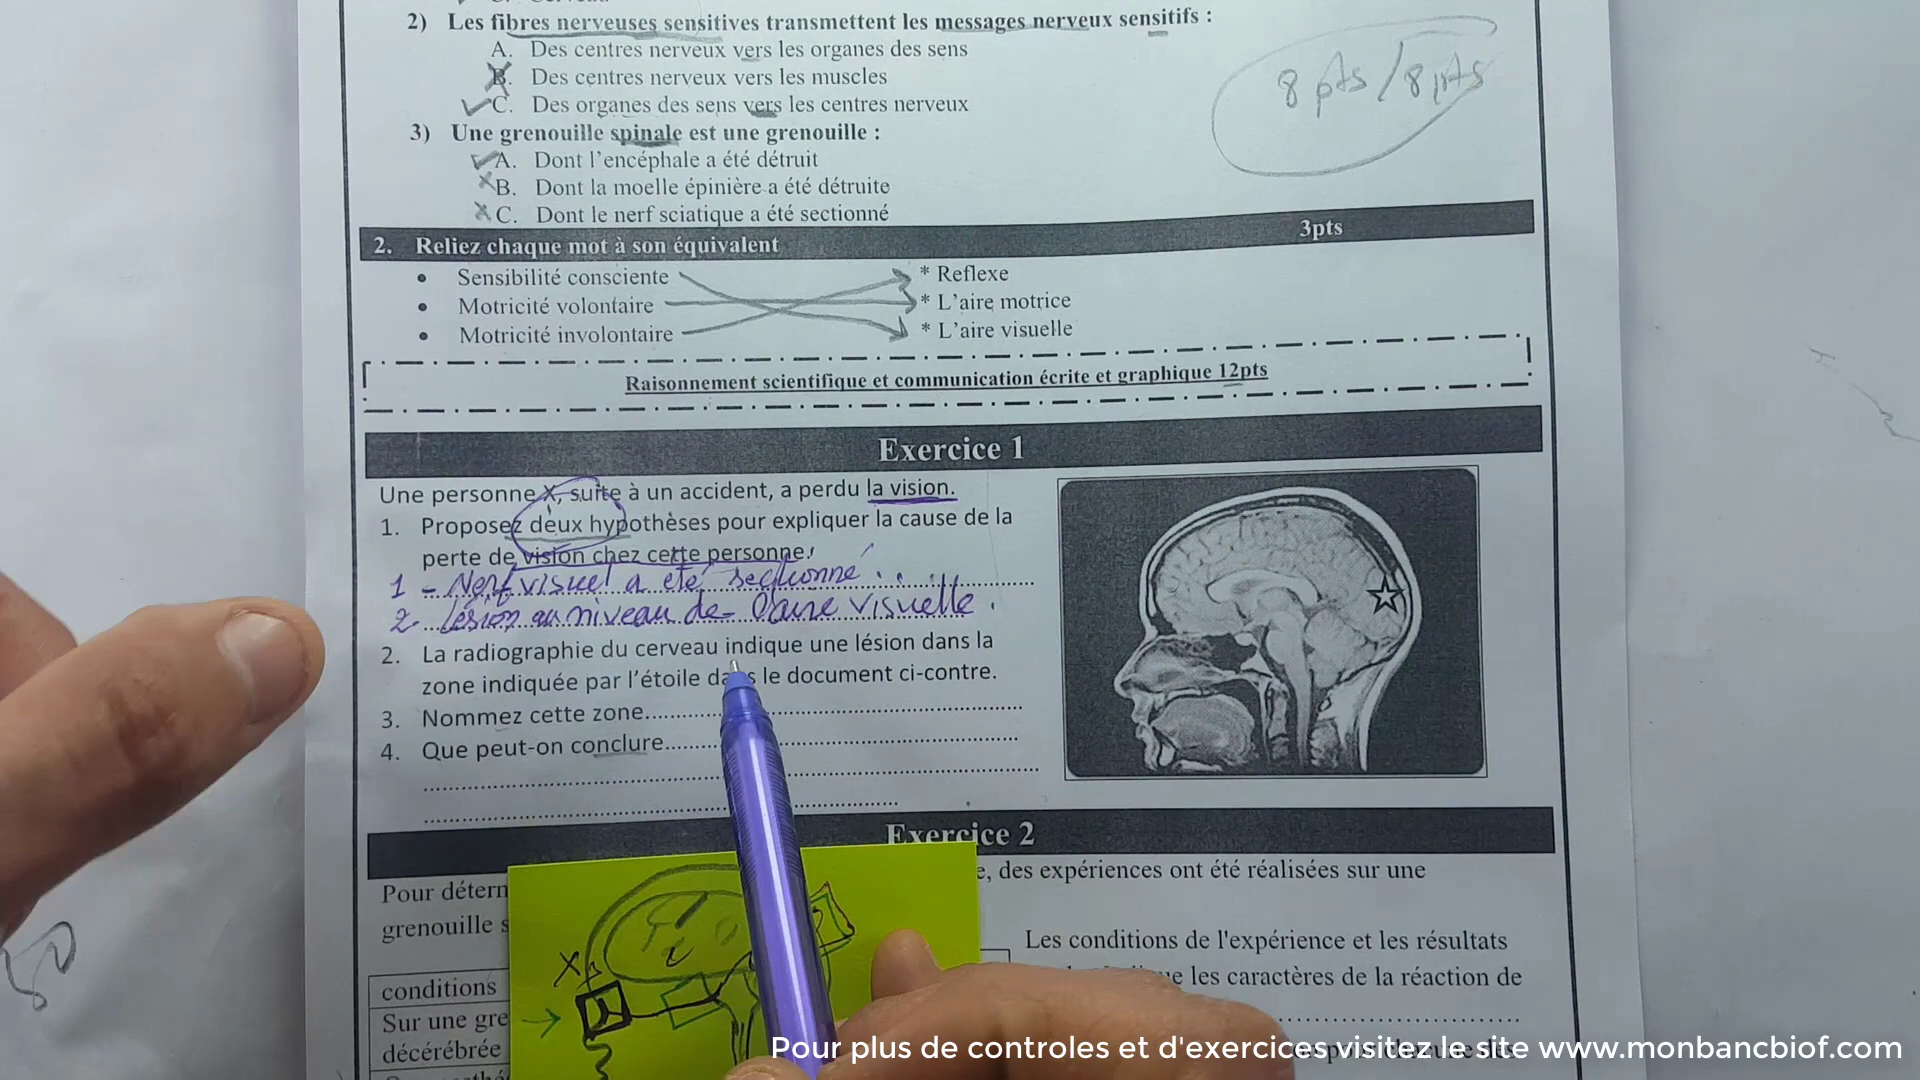 2) Les fibres nerveuses sensitives transmettent les messages nerveux sensitifs :
A. Des centres nerveux vers les organes des sens
B. Des centres nerveux vers les muscles
C. Des organes des sens vers les centres nerveux
8 pts / 8 pts
3) Une grenouille spinale est une grenouille :
A. Dont l'encéphale a été détruit
B. Dont la moelle épinière a été détruite
C. Dont le nerf sciatique a été sectionné
2. Reliez chaque mot à son équivalent 3pts
• Sensibilité consciente * Reflexe
• Motricité volontaire * L'aire motrice
• Motricité involontaire * L'aire visuelle
Raisonnement scientifique et communication écrite et graphique 12pts
Exercice 1
Une personne X, suite à un accident, a perdu la vision.
1. Proposez deux hypothèses pour expliquer la cause de la
perte de vision chez cette personne.
1 - Nerf visuel a été sectionné.
2. Lésion au niveau de l'aire visuelle.
2. La radiographie du cerveau indique une lésion dans la
zone indiquée par l'étoile dans le document ci-contre.
3. Nommez cette zone
4. Que peut-on conclure
Exercice 2
Pour déterm
e, des expériences ont été réalisées sur une
grenouille s
Les conditions de l'expérience et les résultats
conditions
les caractères de la réaction de
Sur une gre
décérébrée
Pour plus de controles et d'exercices visitez le site www.monbancbiof.com